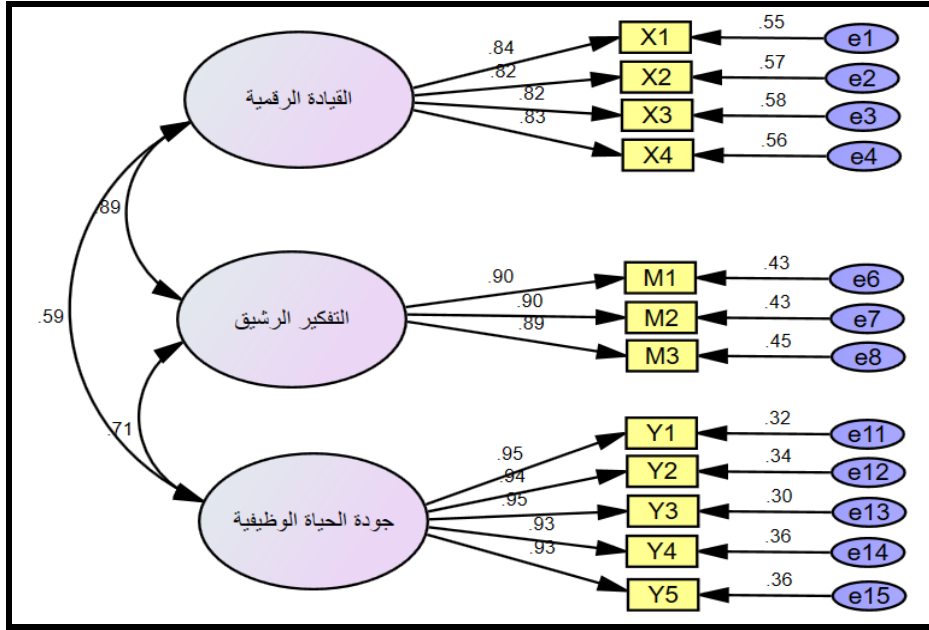 .84
X1
.55
e1
.82
X2
.57
e2
القيادة الرقمية
.82
X3
.58
e3
.83
X4
.56
e4
.89
.59
.90
M1
.43
e6
التفكير الرشيق
.90
M2
.43
e7
.89
M3
.45
e8
.71
.95
Y1
.32
e11
.94
Y2
.34
e12
جودة الحياة الوظيفية
.95
Y3
.30
e13
.93
Y4
.36
e14
.93
Y5
.36
e15